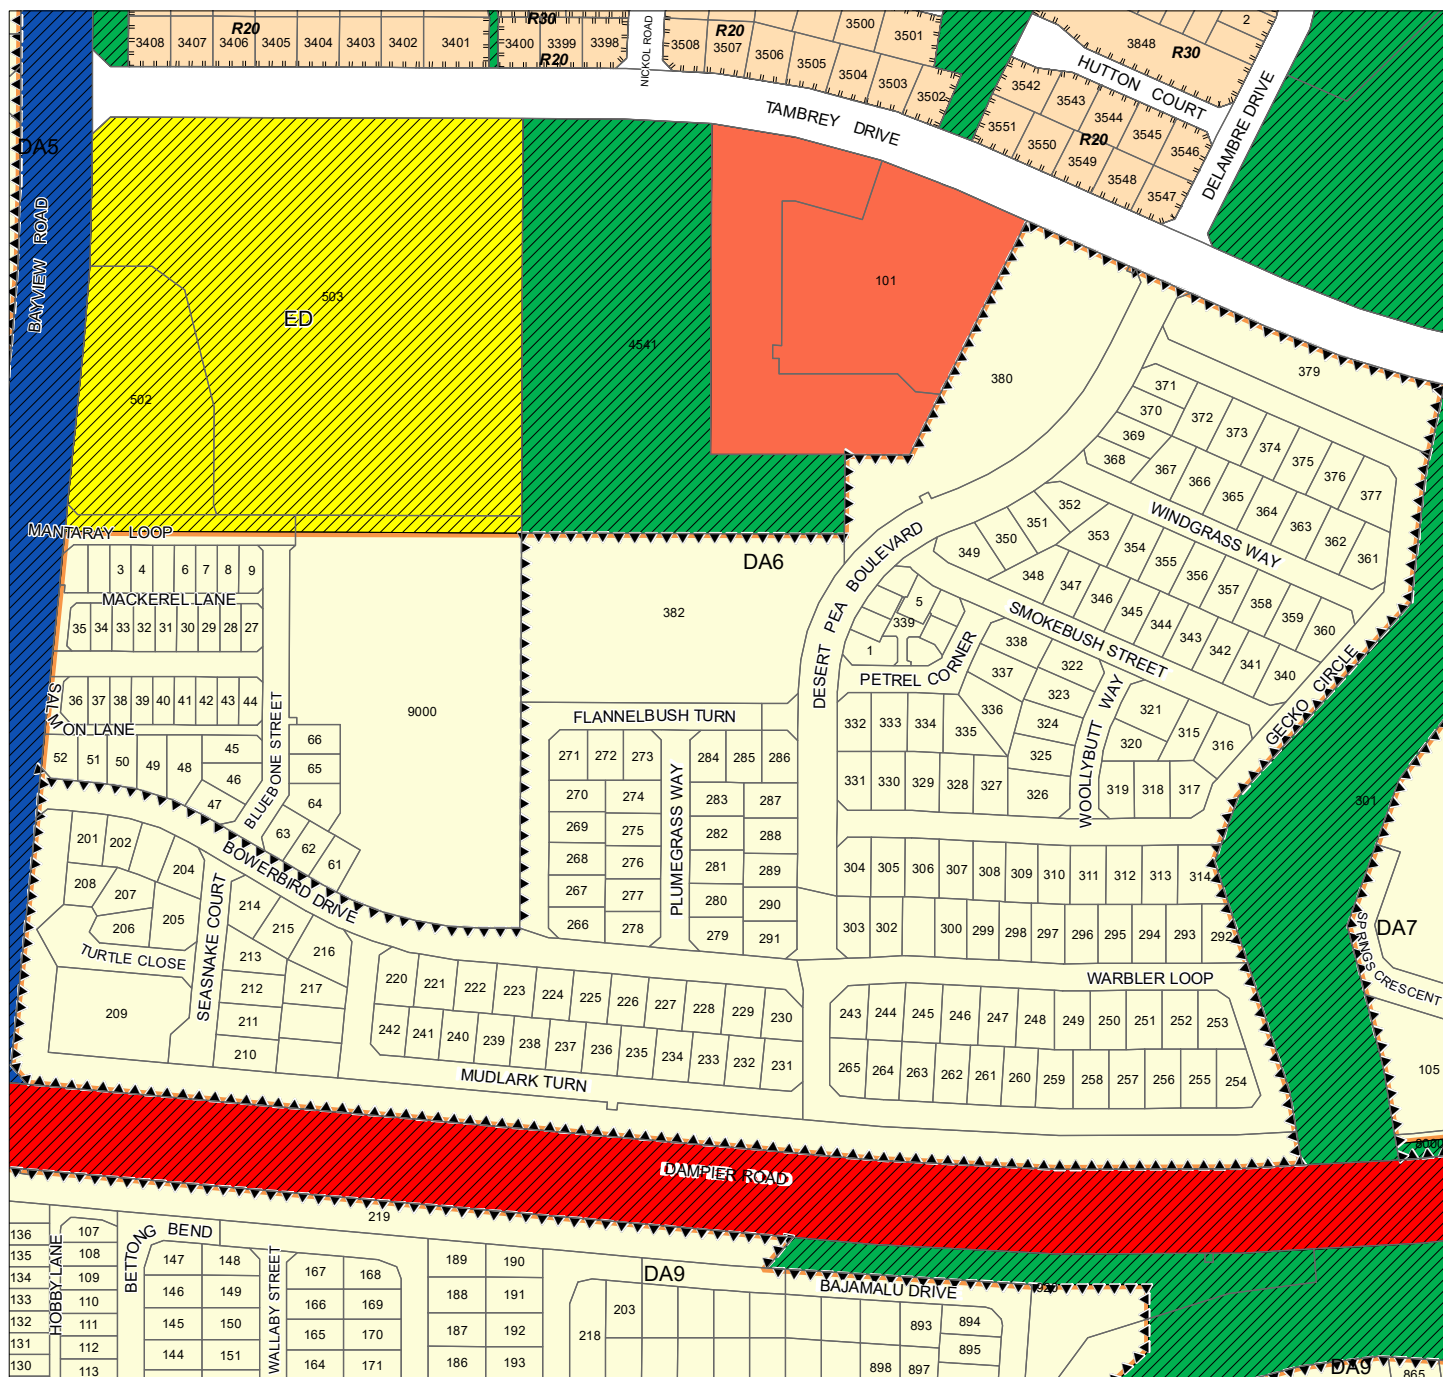 R20
R30
R20
3408 3407 3406 3405 3404 3403 3402 3401
3400 3399 3398
R20
NICKOL ROAD
3508 3507 3506 3505 3504 3503 3502
3500 3501
2
3848
R30
HUTTON COURT
3542 3543 3544 3545 3546
3551 3550 3549 3548 3547
R20
DELAMBRE DRIVE
TAMBREY DRIVE
DA5
BAYVIEW ROAD
503
ED
502
4541
101
380
379
371 370 369 368
372 373 374 375 376 377
367 366 365 364 363 362 361
WINDGRASS WAY
352 351 350 349
353 354 355 356 357 358 359 360
348 347 346 345 344 343 342 341 340
SMOKEBUSH STREET
GECKO CIRCLE
DESERT PEA BOULEVARD
DA6
382
5
339
1
PETREL CORNER
338 337 336 335
322 323 324 325 326
WOOLLYBUTT WAY
321 320 315 316
319 318 317
332 333 334
331 330 329 328 327
MANTARAY LOOP
3 4 6 7 8 9
MACKEREL LANE
35 34 33 32 31 30 29 28 27
36 37 38 39 40 41 42 43 44
SALMON LANE
52 51 50 49 48 45 46 47
BLUEBONE STREET
66
65
64
63 62 61
9000
FLANNELBUSH TURN
271 272 273
270 274
269 275
268 276
267 277
266 278
PLUMEGRASS WAY
284 285 286
283 287
282 288
281 289
280 290
279 291
304 305 306 307 308 309 310 311 312 313 314
303 302 300 299 298 297 296 295 294 293 292
WARBLER LOOP
301
DA7
SPRINGS CRESCENT
105
BOWERBIRD DRIVE
201 202 204
208 207
206 205
TURTLE CLOSE
SEASNAKE COURT
209
214 215 216
213
212 217
211
210
220 221 222 223 224 225 226 227 228 229 230
242 241 240 239 238 237 236 235 234 233 232 231
MUDLARK TURN
243 244 245 246 247 248 249 250 251 252 253
265 264 263 262 261 260 259 258 257 256 255 254
DAMPIER ROAD
219
136
135
134
133
132
131
130
HOBBY LANE
107
108
109
110
111
112
113
BETTONG BEND
147 148
146 149
145 150
144 151
WALLABY STREET
167 168
166 169
165 170
164 171
189 190
188 191
187 192
186 193
DA9
BAJAMALU DRIVE
203
218
893 894
895
898 897
DA9
865